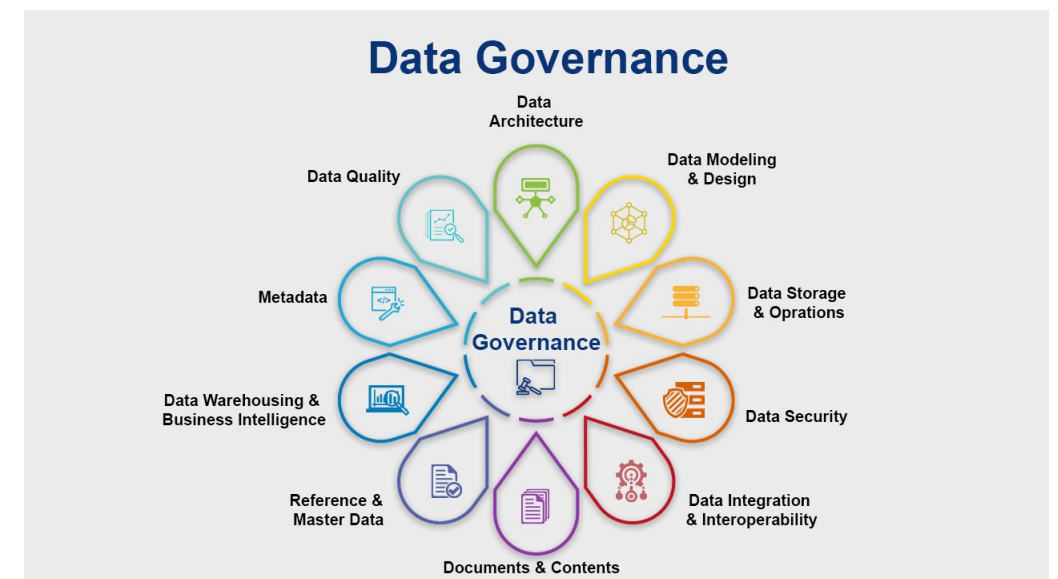 Data Governance
Data
Architecture
Data Modeling
& Design
Data Quality
Data Storage
& Oprations
Metadata
Data
Governance
Data Security
Data Warehousing &
Business Intelligence
Data Integration
& Interoperability
Reference &
Master Data
Documents & Contents